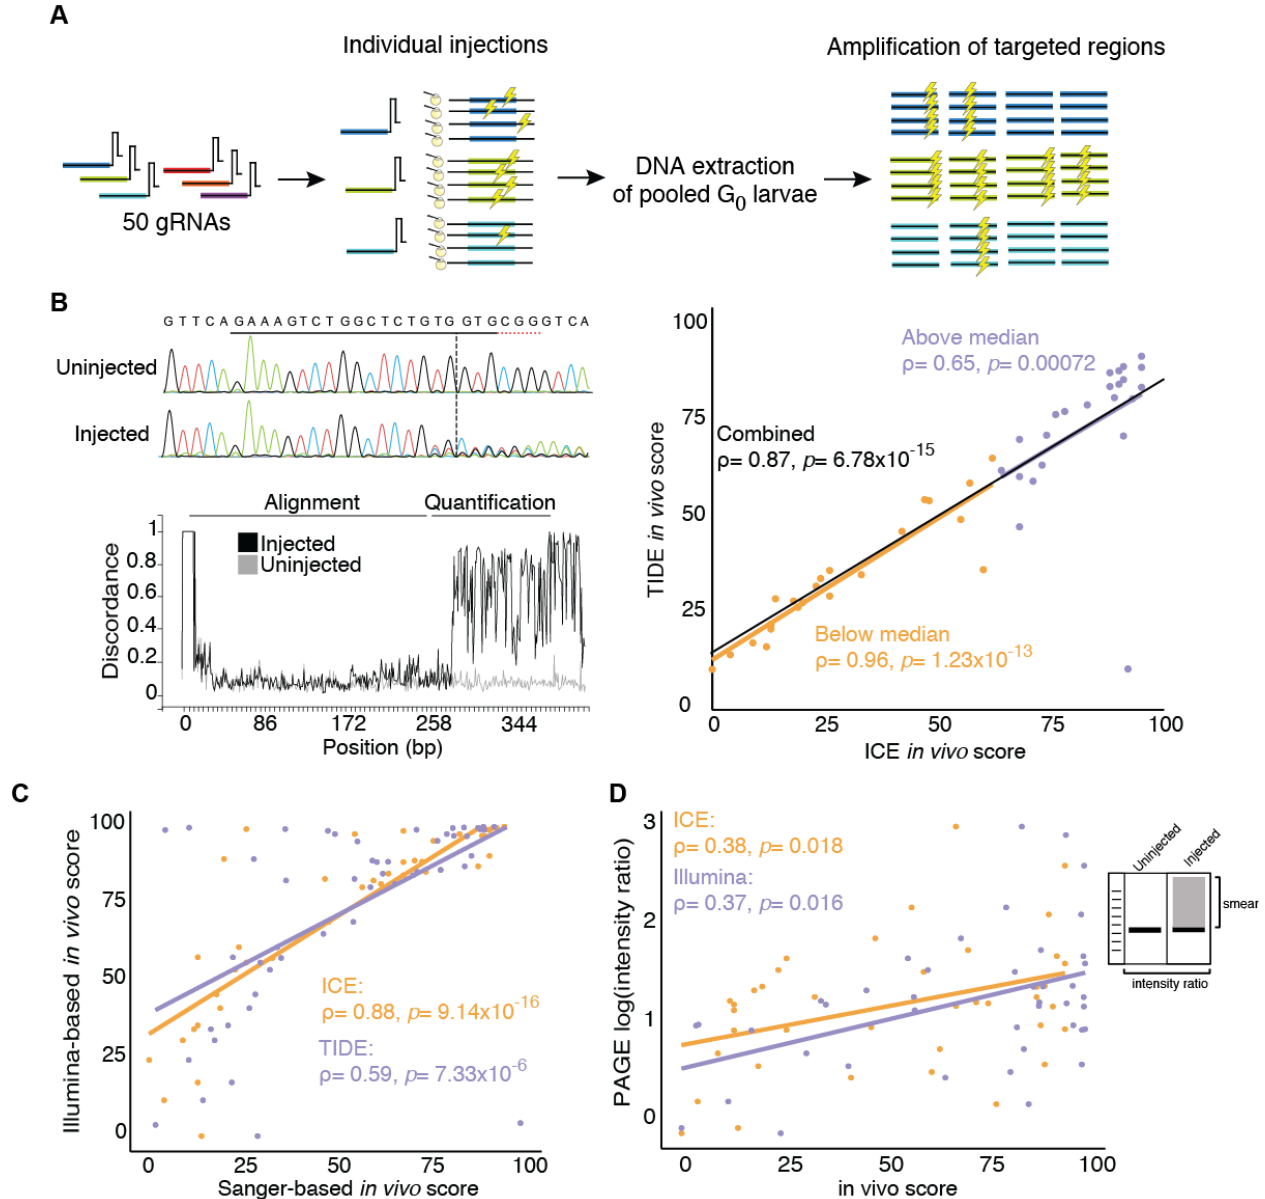 A
Individual injections
Amplification of targeted regions
50 gRNAs
DNA extraction
of pooled G0 larvae
B
G T T C A G A A A G T C T G G C T C T G T G G T G C G G G T C A
Uninjected
Injected
Alignment
Quantification
Discordance
1
0.8
0.6
0.4
0.2
0
Injected
Uninjected
0 86 172 258 344
Position (bp)
TIDE in vivo score
100
75
50
25
0
Above median
ρ= 0.65, p= 0.00072
Combined
ρ= 0.87, p= 6.78x10-15
Below median
ρ= 0.96, p= 1.23x10-13
0 25 50 75 100
ICE in vivo score
C
Illumina-based in vivo score
100
75
50
25
0
ICE:
ρ= 0.88, p= 9.14x10-16
TIDE:
ρ= 0.59, p= 7.33x10-6
0 25 50 75 100
Sanger-based in vivo score
D
PAGE log(intensity ratio)
3
2
1
0
ICE:
ρ= 0.38, p= 0.018
Illumina:
ρ= 0.37, p= 0.016
0 25 50 75 100
in vivo score
Uninjected
Injected
smear
intensity ratio